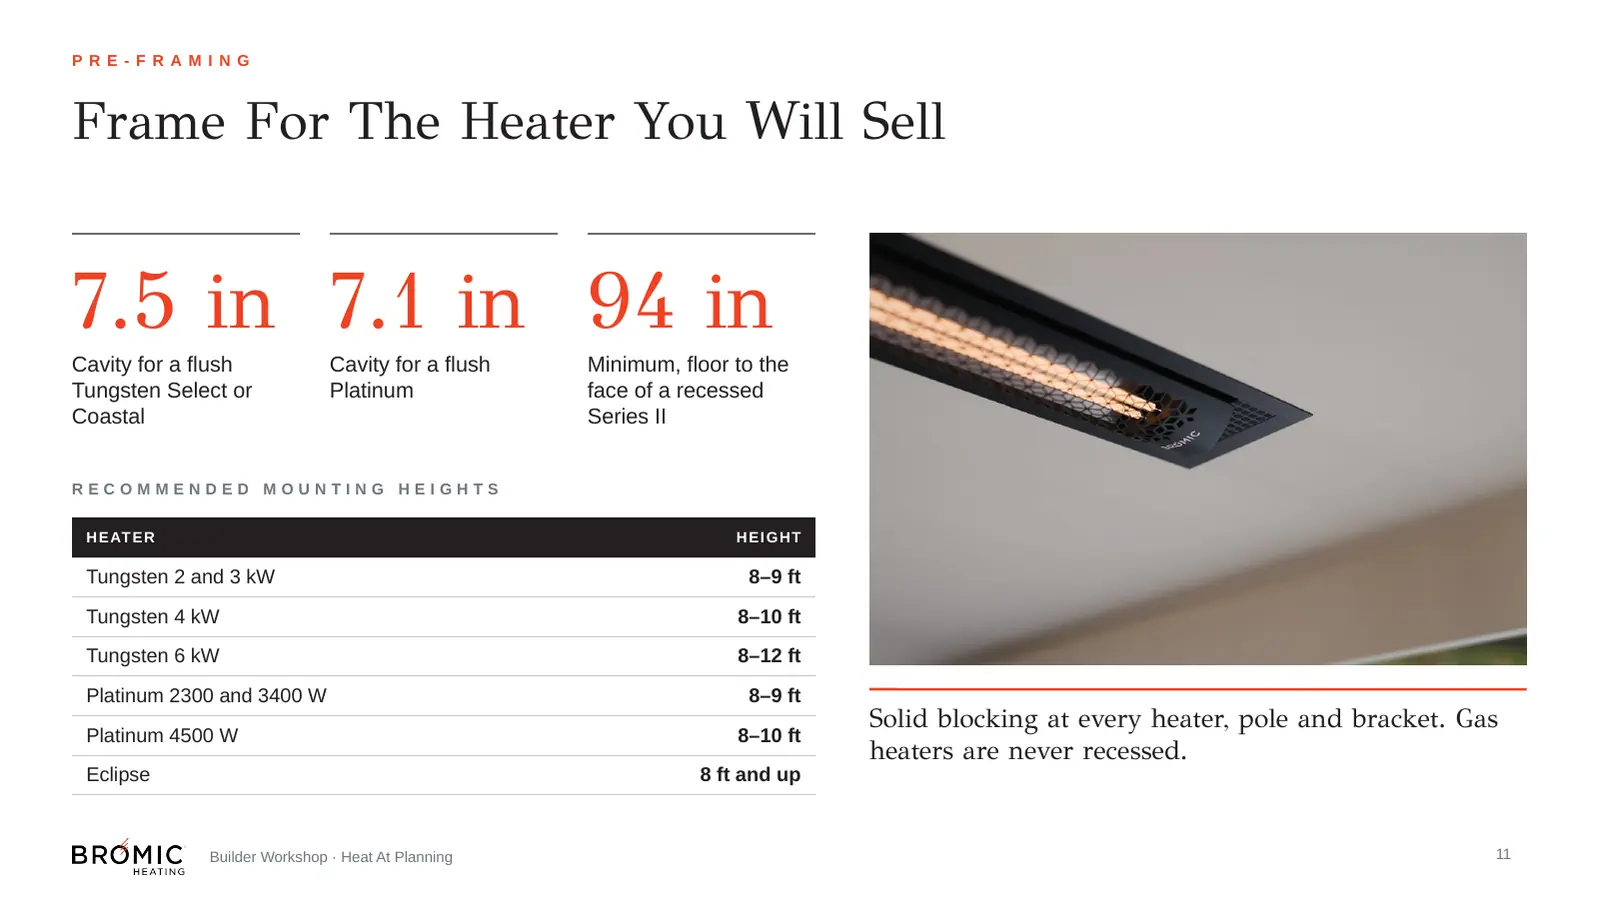 PRE-FRAMING
Frame For The Heater You Will Sell
7.5 in
Cavity for a flush
Tungsten Select or
Coastal
7.1 in
Cavity for a flush
Platinum
94 in
Minimum, floor to the
face of a recessed
Series II
RECOMMENDED MOUNTING HEIGHTS
HEATER HEIGHT
Tungsten 2 and 3 kW 8–9 ft
Tungsten 4 kW 8–10 ft
Tungsten 6 kW 8–12 ft
Platinum 2300 and 3400 W 8–9 ft
Platinum 4500 W 8–10 ft
Eclipse 8 ft and up
BROMIC
Solid blocking at every heater, pole and bracket. Gas
heaters are never recessed.
BROMIC
HEATING
Builder Workshop · Heat At Planning
11